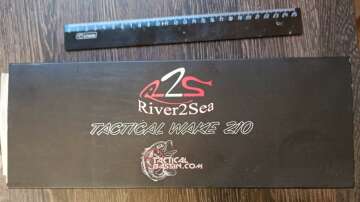 R2S
River2Sea
TACTICAL WAKE 210
TACTICAL
BASSIN.COM